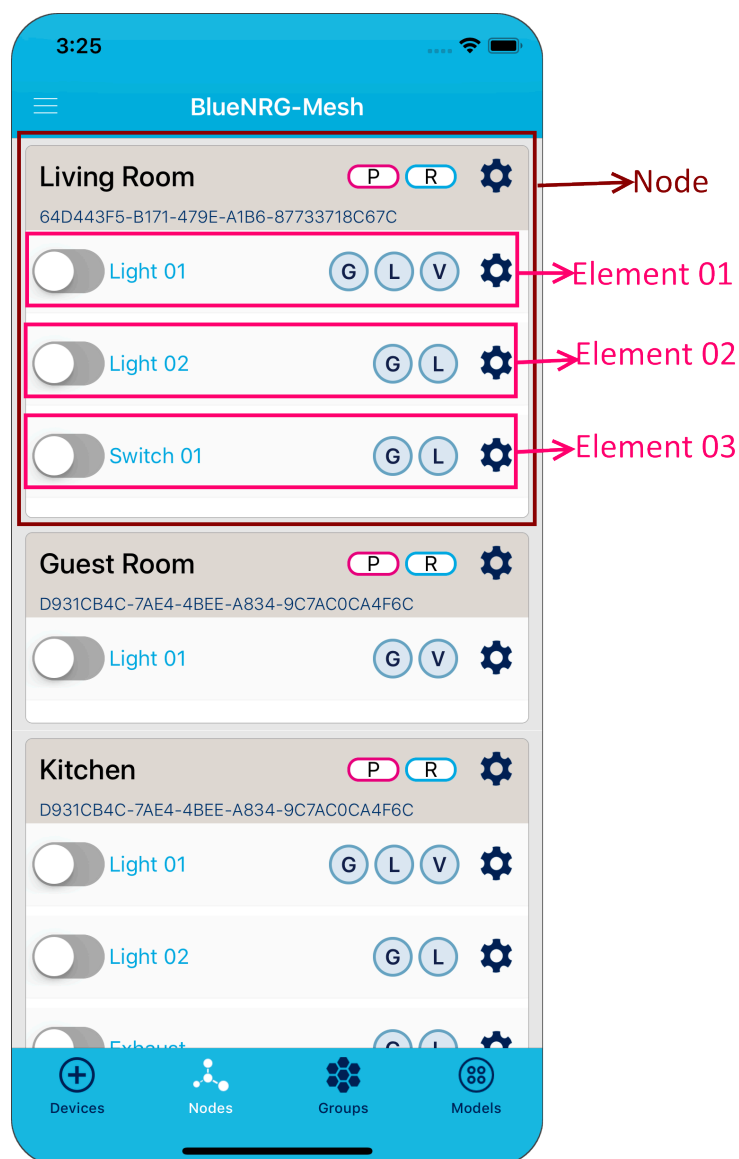 3:25
BlueNRG-Mesh
Living Room P R
64D443F5-B171-479E-A1B6-87733718C67C
Node
Light 01 G L V
Element 01
Light 02 G L
Element 02
Switch 01 G L
Element 03
Guest Room P R
D931CB4C-7AE4-4BEE-A834-9C7AC0CA4F6C
Light 01 G V
Kitchen P R
D931CB4C-7AE4-4BEE-A834-9C7AC0CA4F6C
Light 01 G L V
Light 02 G L
Exhaust G L
Devices Nodes Groups Models